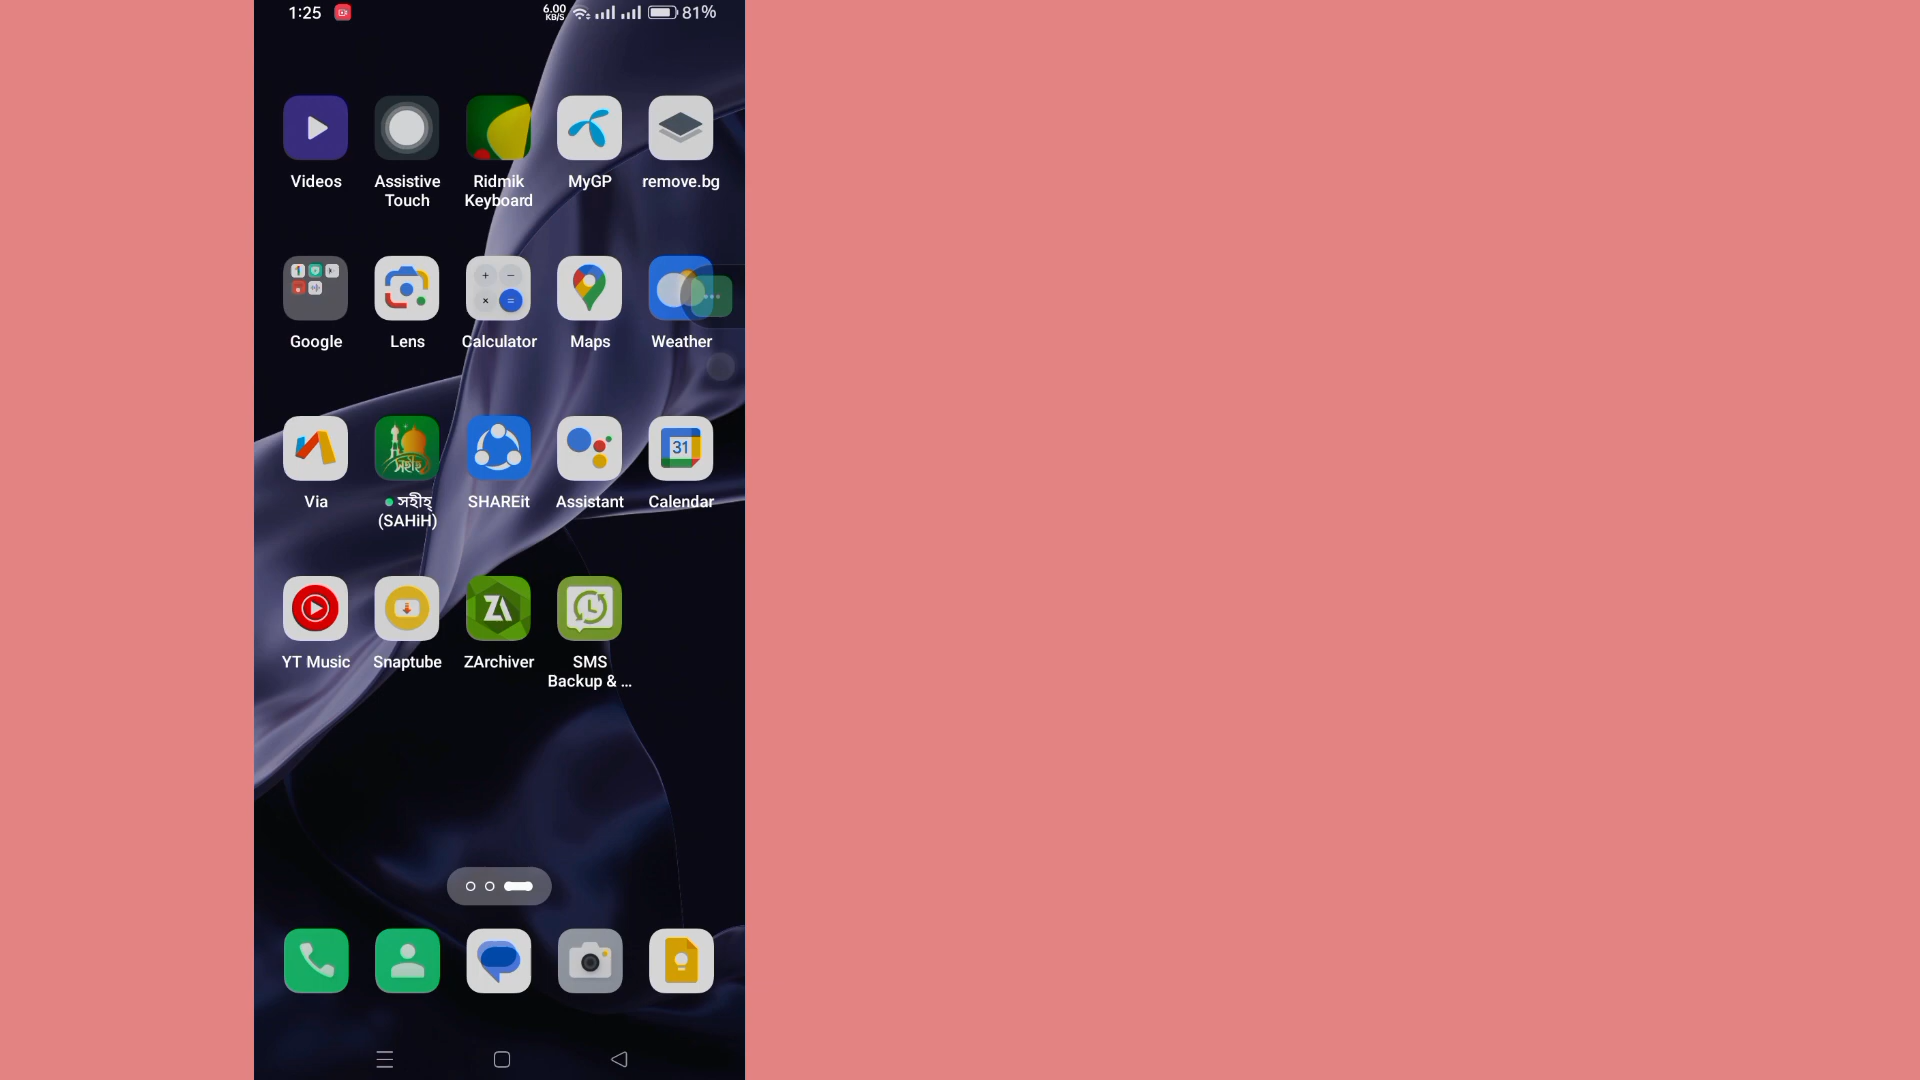 1:25
6.00
KB/S
81%
Videos
Assistive
Touch
Ridmik
Keyboard
MyGP
remove.bg
Google
Lens
Calculator
Maps
Weather
Via
সহীহ্
(SAHiH)
SHAREit
Assistant
31
Calendar
YT Music
Snaptube
ZA
ZArchiver
SMS
Backup & ...